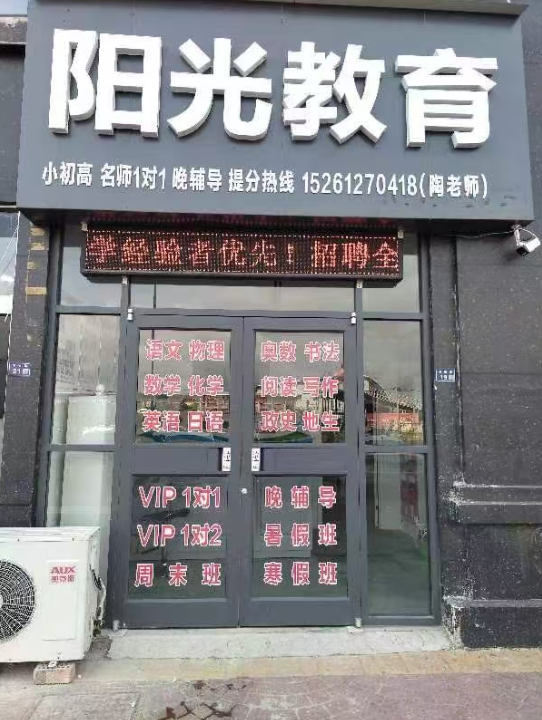 阳光教育
小初高 名师1对1 晚辅导 提分热线 15261270418(陶老师)
学经验者优先！招聘全
语文 物理
数学 化学
英语 日语
奥数 书法
阅读 写作
政史 地生
VIP 1对1
VIP 1对2
周末班
晚辅导
暑假班
寒假班
AUX